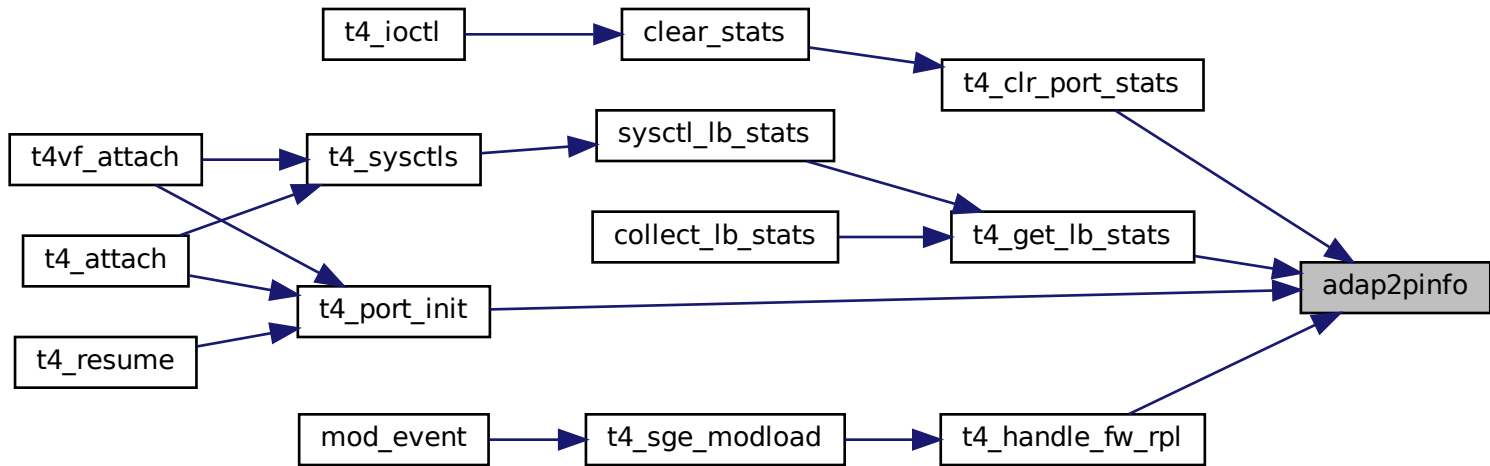 t4_ioctl
clear_stats
t4_clr_port_stats
t4vf_attach
t4_sysctls
sysctl_lb_stats
t4_attach
collect_lb_stats
t4_get_lb_stats
adap2pinfo
t4_port_init
t4_resume
mod_event
t4_sge_modload
t4_handle_fw_rpl